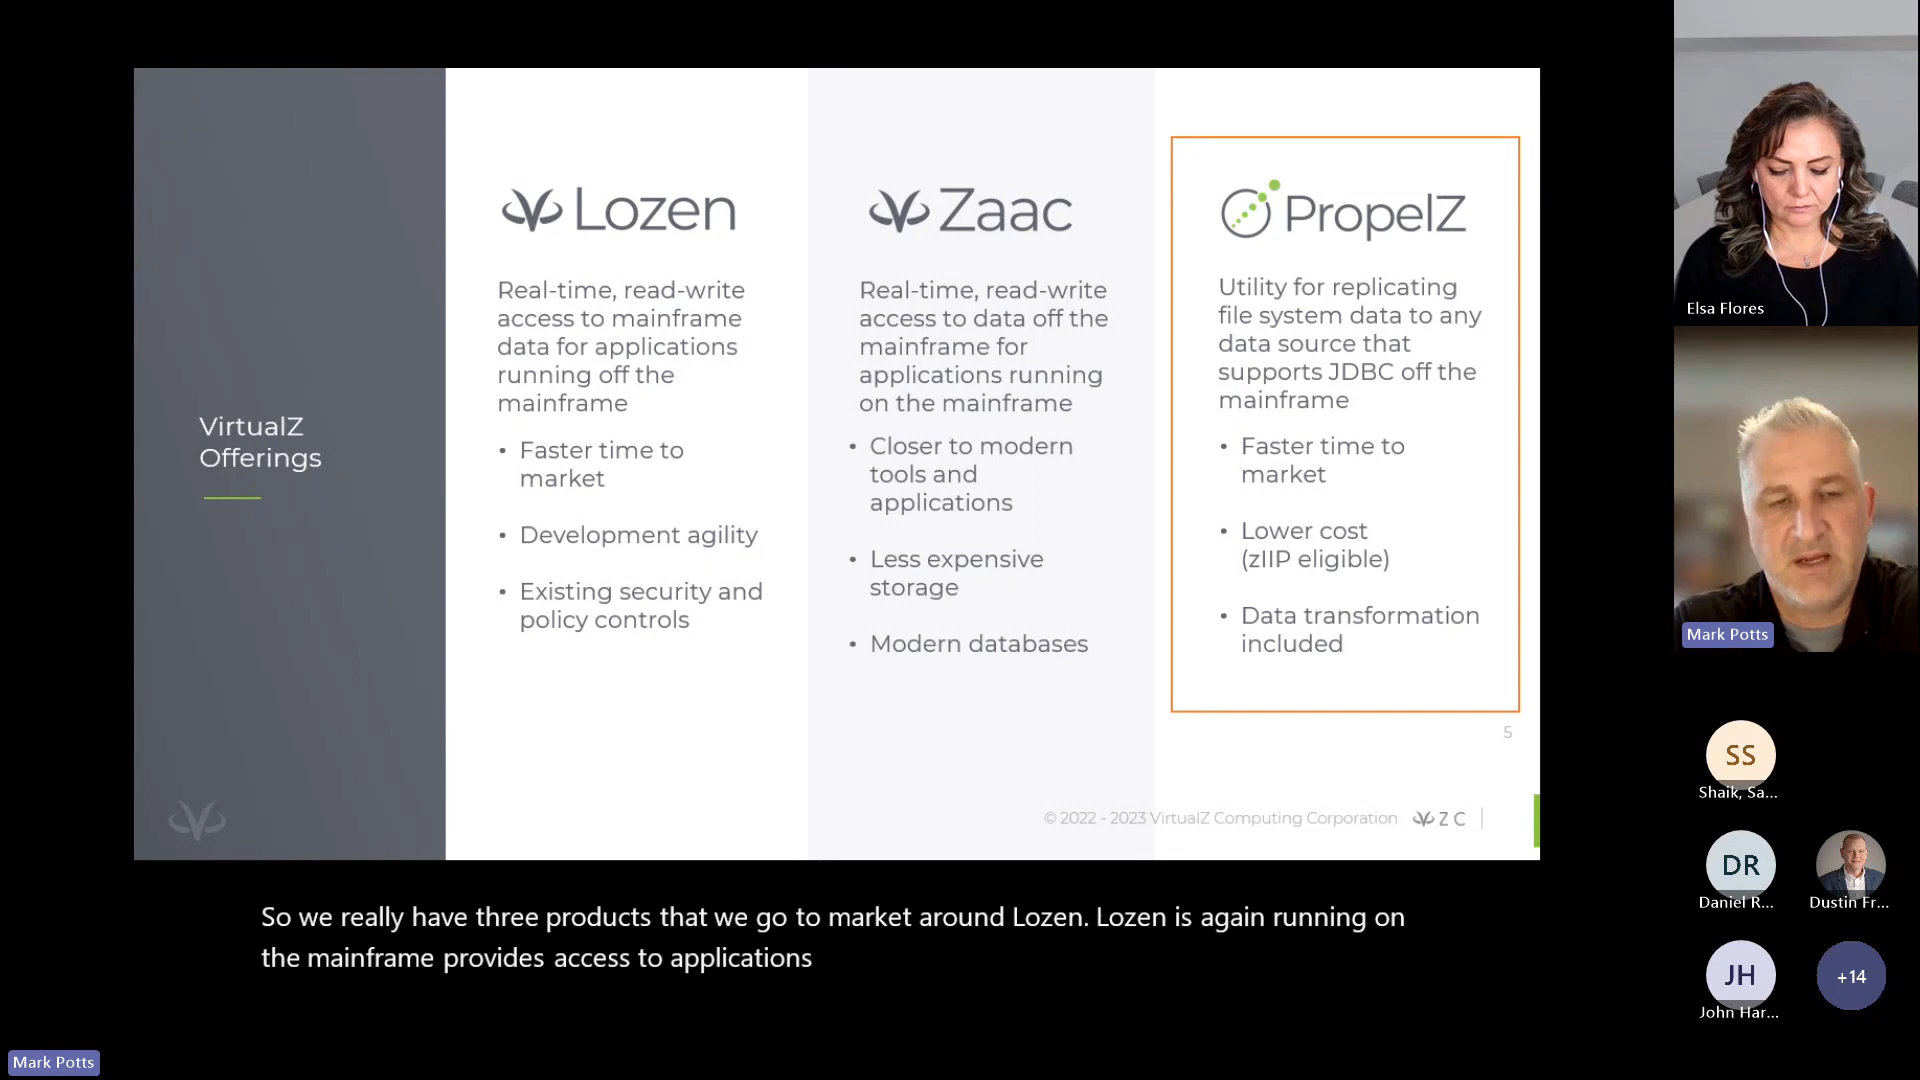 VirtualZ
Offerings
Lozen
Real-time, read-write
access to mainframe
data for applications
running off the
mainframe
• Faster time to
market
• Development agility
• Existing security and
policy controls
Zaac
Real-time, read-write
access to data off the
mainframe for
applications running
on the mainframe
• Closer to modern
tools and
applications
• Less expensive
storage
• Modern databases
PropelZ
Utility for replicating
file system data to any
data source that
supports JDBC off the
mainframe
• Faster time to
market
• Lower cost
(zIIP eligible)
• Data transformation
included
5
© 2022 - 2023 VirtualZ Computing Corporation
VZC
So we really have three products that we go to market around Lozen. Lozen is again running on
the mainframe provides access to applications
Mark Potts
Elsa Flores
Mark Potts
SS
Shaik, Sa...
DR
Daniel R...
Dustin Fr...
JH
John Har...
+14